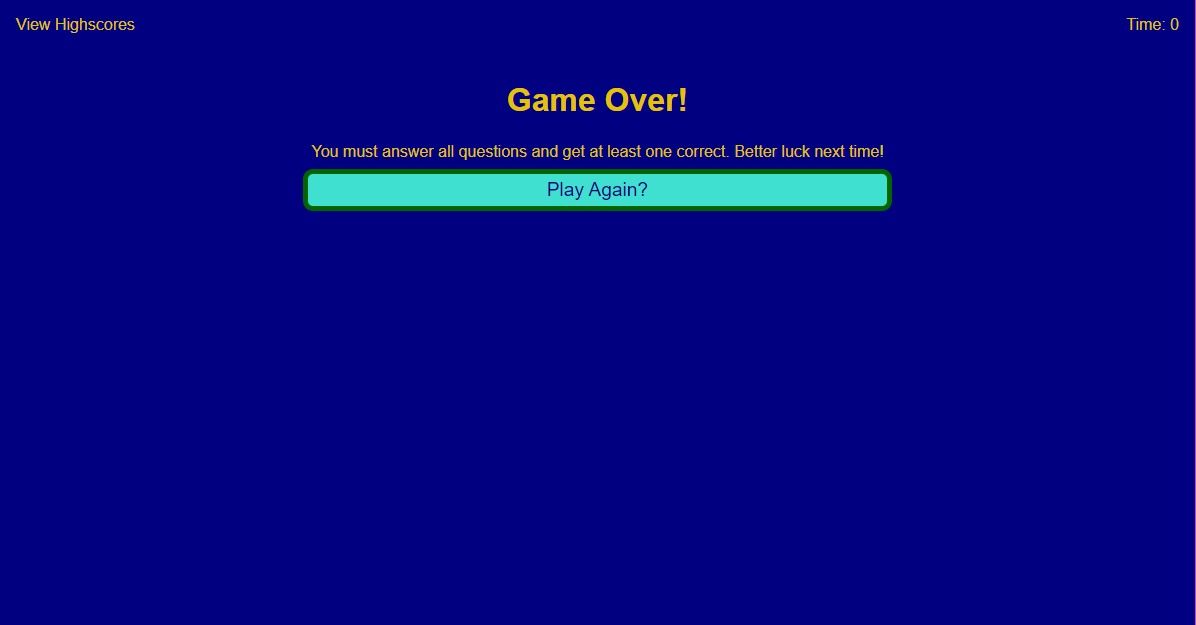 View Highscores
Time: 0
Game Over!
You must answer all questions and get at least one correct. Better luck next time!
Play Again?